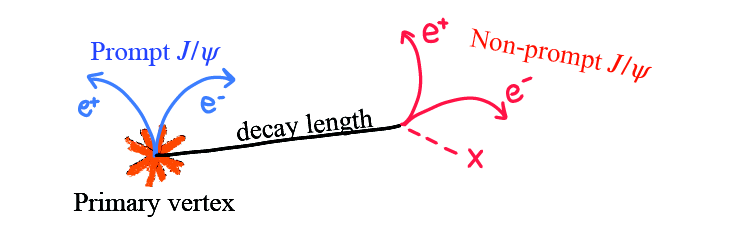 Prompt J/ψ
e+
e-
Primary vertex
decay length
e+
Non-prompt J/ψ
e-
x